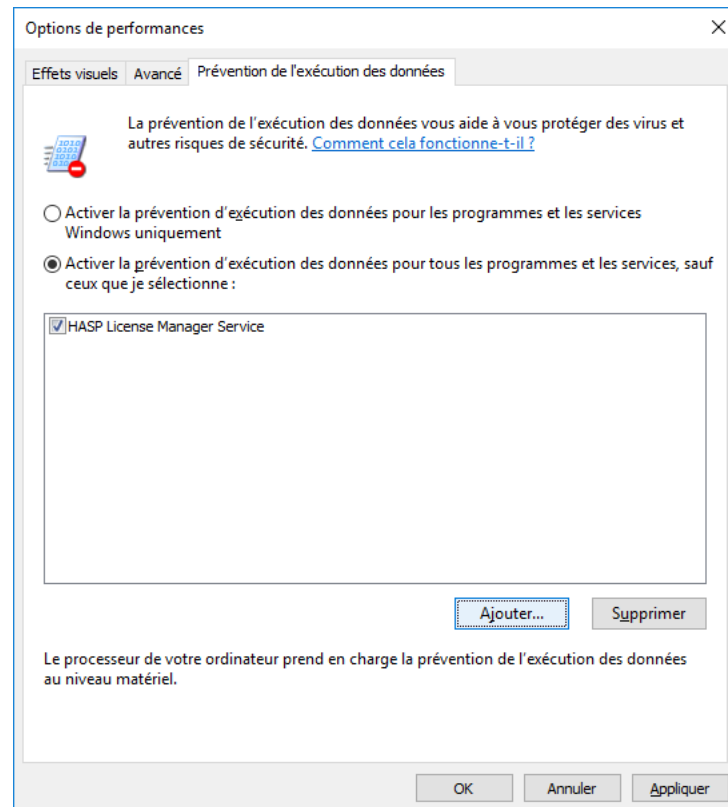 Options de performances
Effets visuels Avancé Prévention de l'exécution des données
La prévention de l'exécution des données vous aide à vous protéger des virus et
autres risques de sécurité. Comment cela fonctionne-t-il ?
Activer la prévention d'exécution des données pour les programmes et les services
Windows uniquement
Activer la prévention d'exécution des données pour tous les programmes et les services, sauf
ceux que je sélectionne :
HASP License Manager Service
Ajouter... Supprimer
Le processeur de votre ordinateur prend en charge la prévention de l'exécution des données
au niveau matériel.
OK Annuler Appliquer